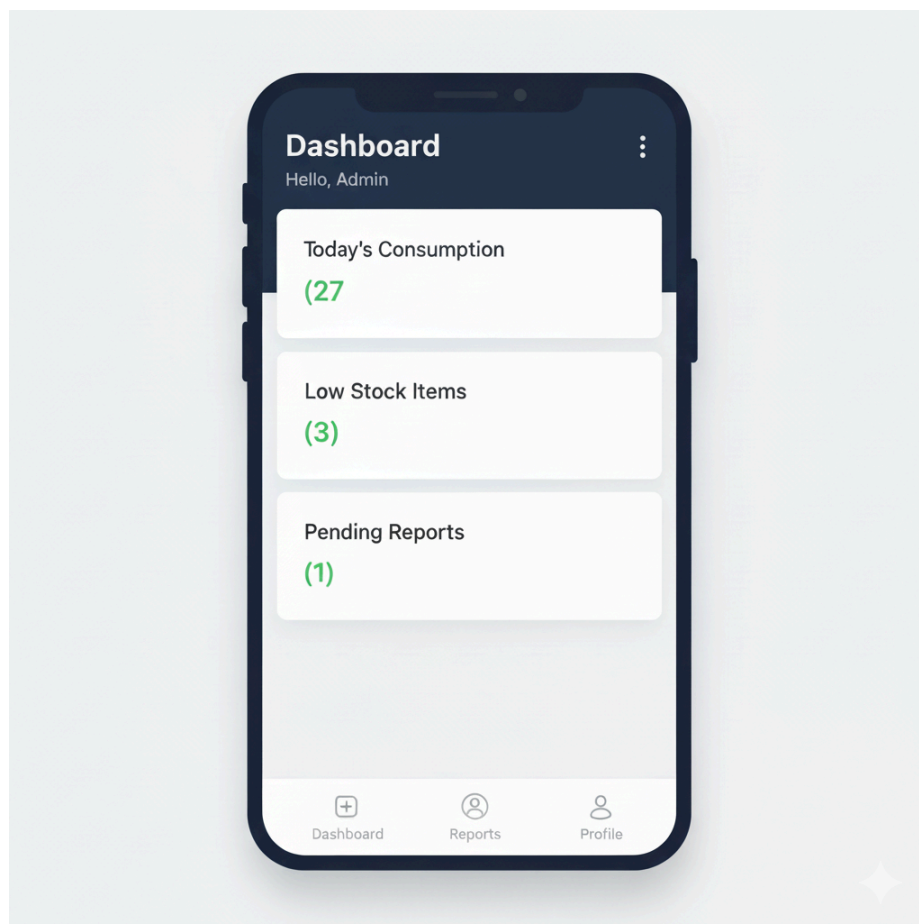 Dashboard
Hello, Admin
Today's Consumption
(27
Low Stock Items
(3)
Pending Reports
(1)
Dashboard
Reports
Profile